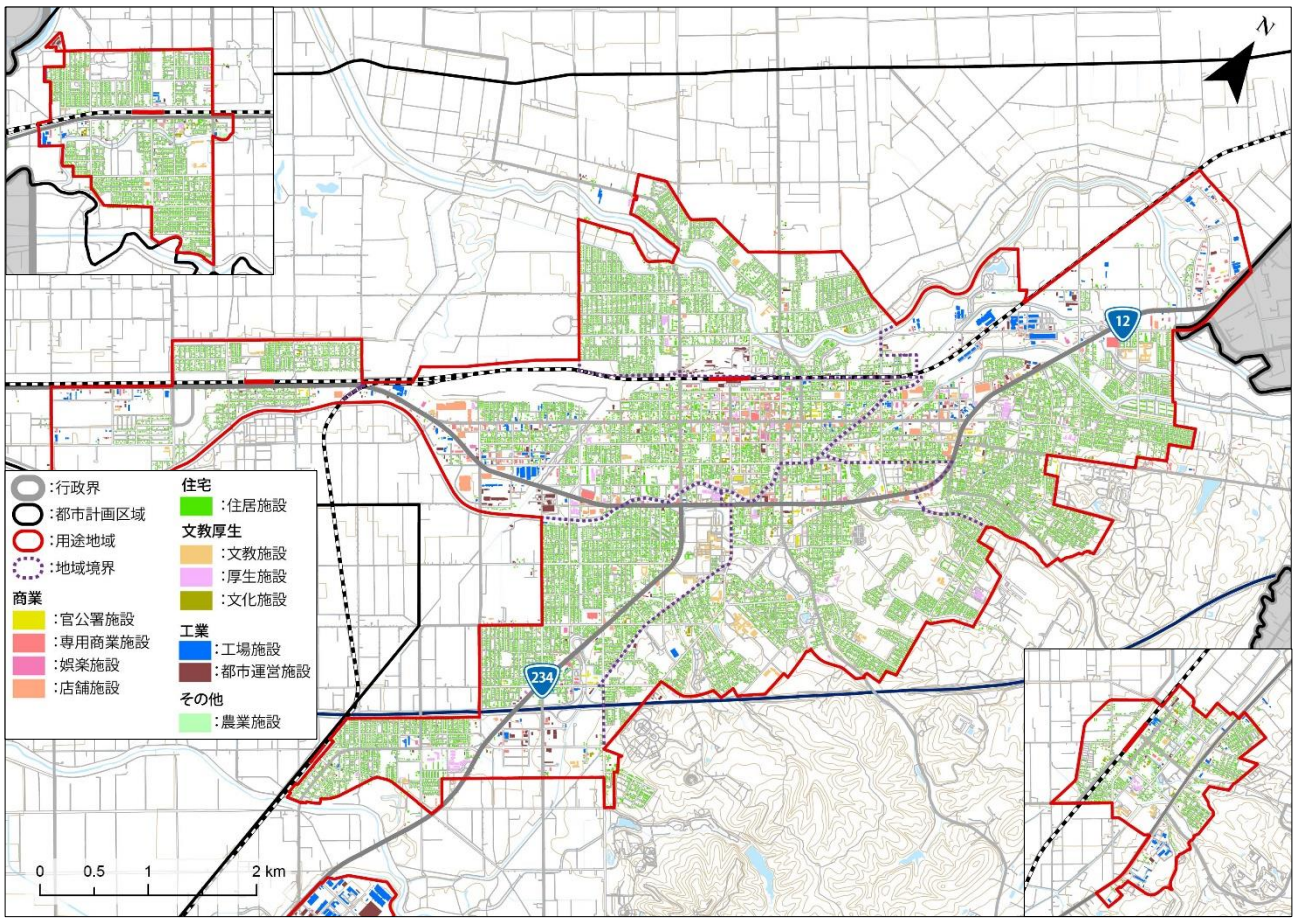 N
12
:行政界
:都市計画区域
:用途地域
:地域境界
商業
:官公署施設
:専用商業施設
:娯楽施設
:店舗施設
住宅
:住居施設
文教厚生
:文教施設
:厚生施設
:文化施設
工業
:工場施設
:都市運営施設
その他
:農業施設
234
0 0.5 1 2 km